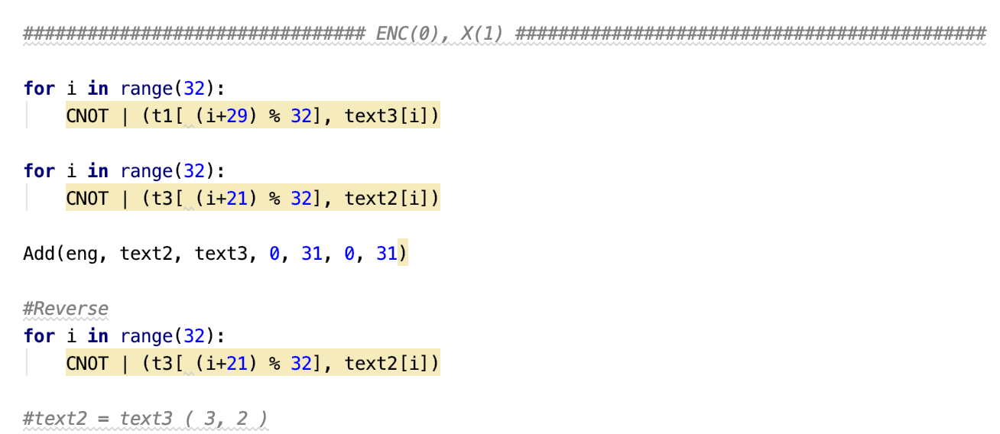 ################################ ENC(0), X(1) ############################################
for i in range(32):
CNOT | (t1[ (i+29) % 32], text3[i])
for i in range(32):
CNOT | (t3[ (i+21) % 32], text2[i])
Add(eng, text2, text3, 0, 31, 0, 31)
#Reverse
for i in range(32):
CNOT | (t3[ (i+21) % 32], text2[i])
#text2 = text3 ( 3, 2 )